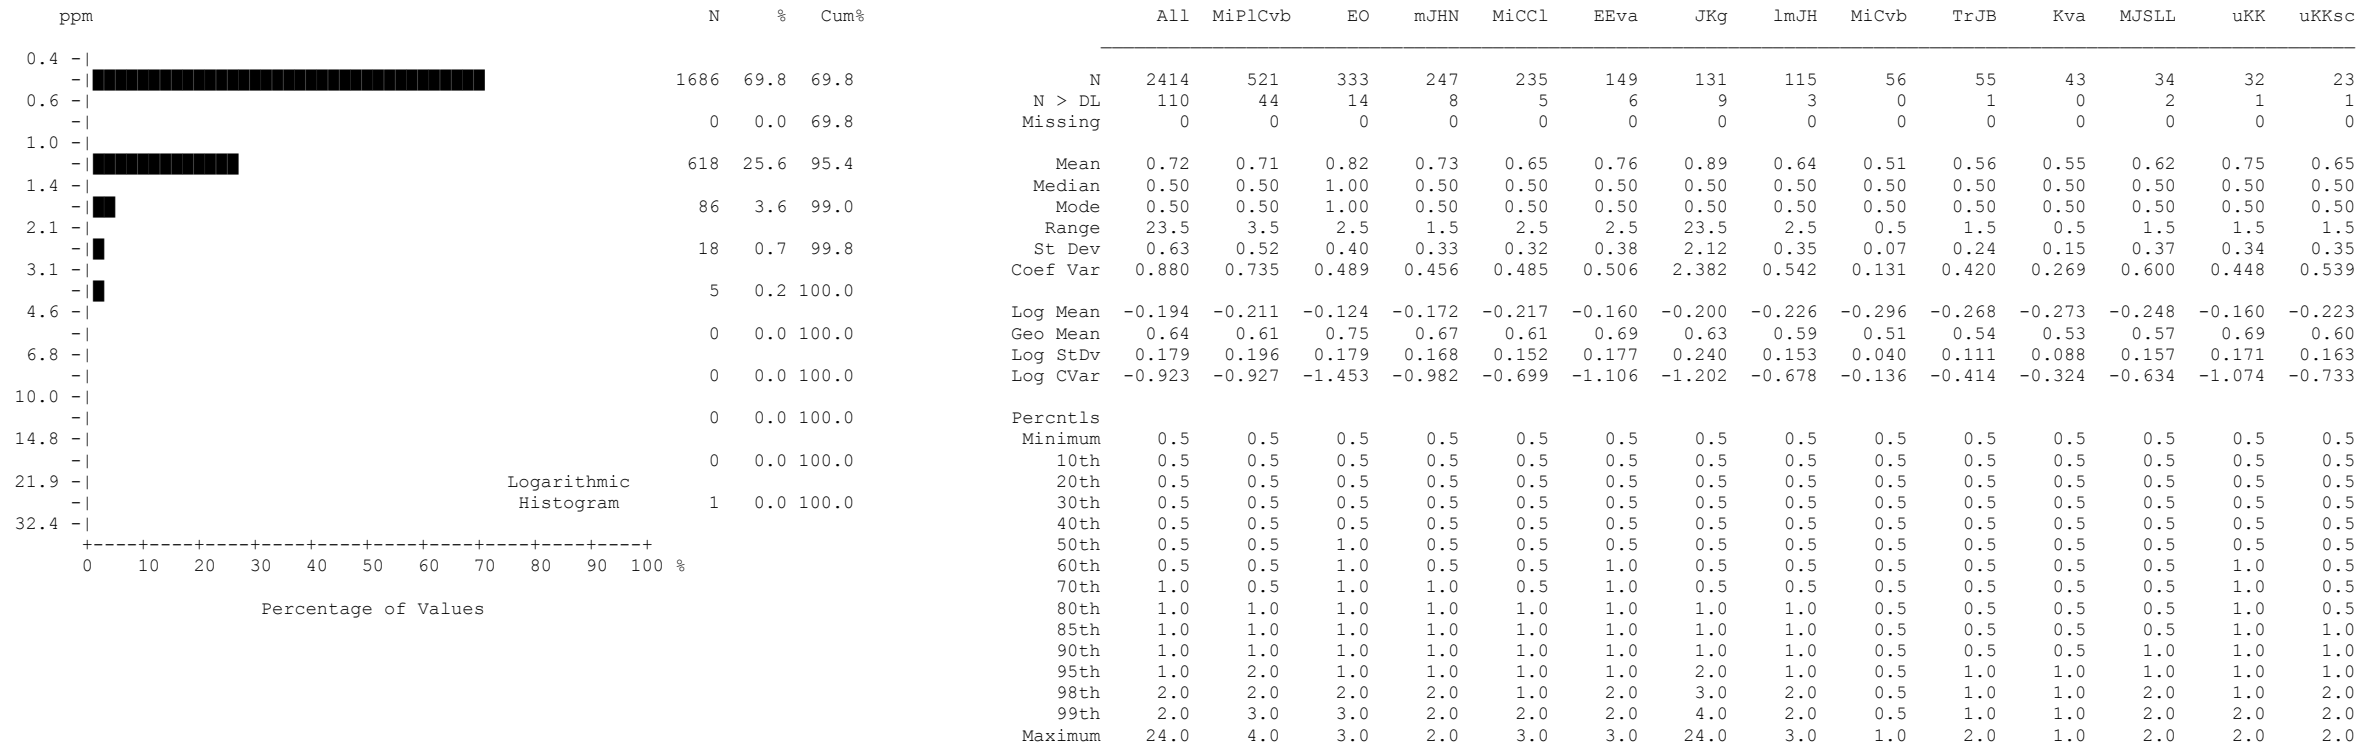 ppm N % Cum% All MiPlCvb EO mJHN MiCCl EEva JKg lmJH MiCvb TrJB Kva MJSLL uKK uKKsc
0.4 -|
-| 1686 69.8 69.8 N 2414 521 333 247 235 149 131 115 56 55 43 34 32 23
0.6 -| N > DL 110 44 14 8 5 6 9 3 0 1 0 2 1 1
-| 0 0.0 69.8 Missing 0 0 0 0 0 0 0 0 0 0 0 0 0 0
1.0 -|
-| 618 25.6 95.4 Mean 0.72 0.71 0.82 0.73 0.65 0.76 0.89 0.64 0.51 0.56 0.55 0.62 0.75 0.65
1.4 -| Median 0.50 0.50 1.00 0.50 0.50 0.50 0.50 0.50 0.50 0.50 0.50 0.50 0.50 0.50
-| 86 3.6 99.0 Mode 0.50 0.50 1.00 0.50 0.50 0.50 0.50 0.50 0.50 0.50 0.50 0.50 0.50 0.50
2.1 -| Range 23.5 3.5 2.5 1.5 2.5 2.5 23.5 2.5 0.5 1.5 0.5 1.5 1.5 1.5
-| 18 0.7 99.8 St Dev 0.63 0.52 0.40 0.33 0.32 0.38 2.12 0.35 0.07 0.24 0.15 0.37 0.34 0.35
3.1 -| Coef Var 0.880 0.735 0.489 0.456 0.485 0.506 2.382 0.542 0.131 0.420 0.269 0.600 0.448 0.539
-| 5 0.2 100.0
4.6 -| Log Mean -0.194 -0.211 -0.124 -0.172 -0.217 -0.160 -0.200 -0.226 -0.296 -0.268 -0.273 -0.248 -0.160 -0.223
-| 0 0.0 100.0 Geo Mean 0.64 0.61 0.75 0.67 0.61 0.69 0.63 0.59 0.51 0.54 0.53 0.57 0.69 0.60
6.8 -| Log StDv 0.179 0.196 0.179 0.168 0.152 0.177 0.240 0.153 0.040 0.111 0.088 0.157 0.171 0.163
-| 0 0.0 100.0 Log CVar -0.923 -0.927 -1.453 -0.982 -0.699 -1.106 -1.202 -0.678 -0.136 -0.414 -0.324 -0.634 -1.074 -0.733
10.0 -|
-| 0 0.0 100.0 Percntls
14.8 -| Minimum 0.5 0.5 0.5 0.5 0.5 0.5 0.5 0.5 0.5 0.5 0.5 0.5 0.5 0.5
-| 0 0.0 100.0 10th 0.5 0.5 0.5 0.5 0.5 0.5 0.5 0.5 0.5 0.5 0.5 0.5 0.5 0.5
21.9 -| Logarithmic 20th 0.5 0.5 0.5 0.5 0.5 0.5 0.5 0.5 0.5 0.5 0.5 0.5 0.5 0.5
-| Histogram 1 0.0 100.0 30th 0.5 0.5 0.5 0.5 0.5 0.5 0.5 0.5 0.5 0.5 0.5 0.5 0.5 0.5
32.4 -| 40th 0.5 0.5 0.5 0.5 0.5 0.5 0.5 0.5 0.5 0.5 0.5 0.5 0.5 0.5
+----+----+----+----+----+----+----+----+----+----+ 50th 0.5 0.5 1.0 0.5 0.5 0.5 0.5 0.5 0.5 0.5 0.5 0.5 0.5 0.5
0 10 20 30 40 50 60 70 80 90 100 % 60th 0.5 0.5 1.0 0.5 0.5 1.0 0.5 0.5 0.5 0.5 0.5 0.5 1.0 0.5
70th 1.0 0.5 1.0 1.0 0.5 1.0 0.5 0.5 0.5 0.5 0.5 0.5 1.0 0.5
Percentage of Values 80th 1.0 1.0 1.0 1.0 1.0 1.0 1.0 1.0 0.5 0.5 0.5 0.5 1.0 0.5
85th 1.0 1.0 1.0 1.0 1.0 1.0 1.0 1.0 0.5 0.5 0.5 0.5 1.0 1.0
90th 1.0 1.0 1.0 1.0 1.0 1.0 1.0 1.0 0.5 0.5 0.5 1.0 1.0 1.0
95th 1.0 2.0 1.0 1.0 1.0 1.0 2.0 1.0 0.5 1.0 1.0 1.0 1.0 1.0
98th 2.0 2.0 2.0 2.0 1.0 2.0 3.0 2.0 0.5 1.0 1.0 2.0 1.0 2.0
99th 2.0 3.0 3.0 2.0 2.0 2.0 4.0 2.0 0.5 1.0 1.0 2.0 2.0 2.0
Maximum 24.0 4.0 3.0 2.0 3.0 3.0 24.0 3.0 1.0 2.0 1.0 2.0 2.0 2.0